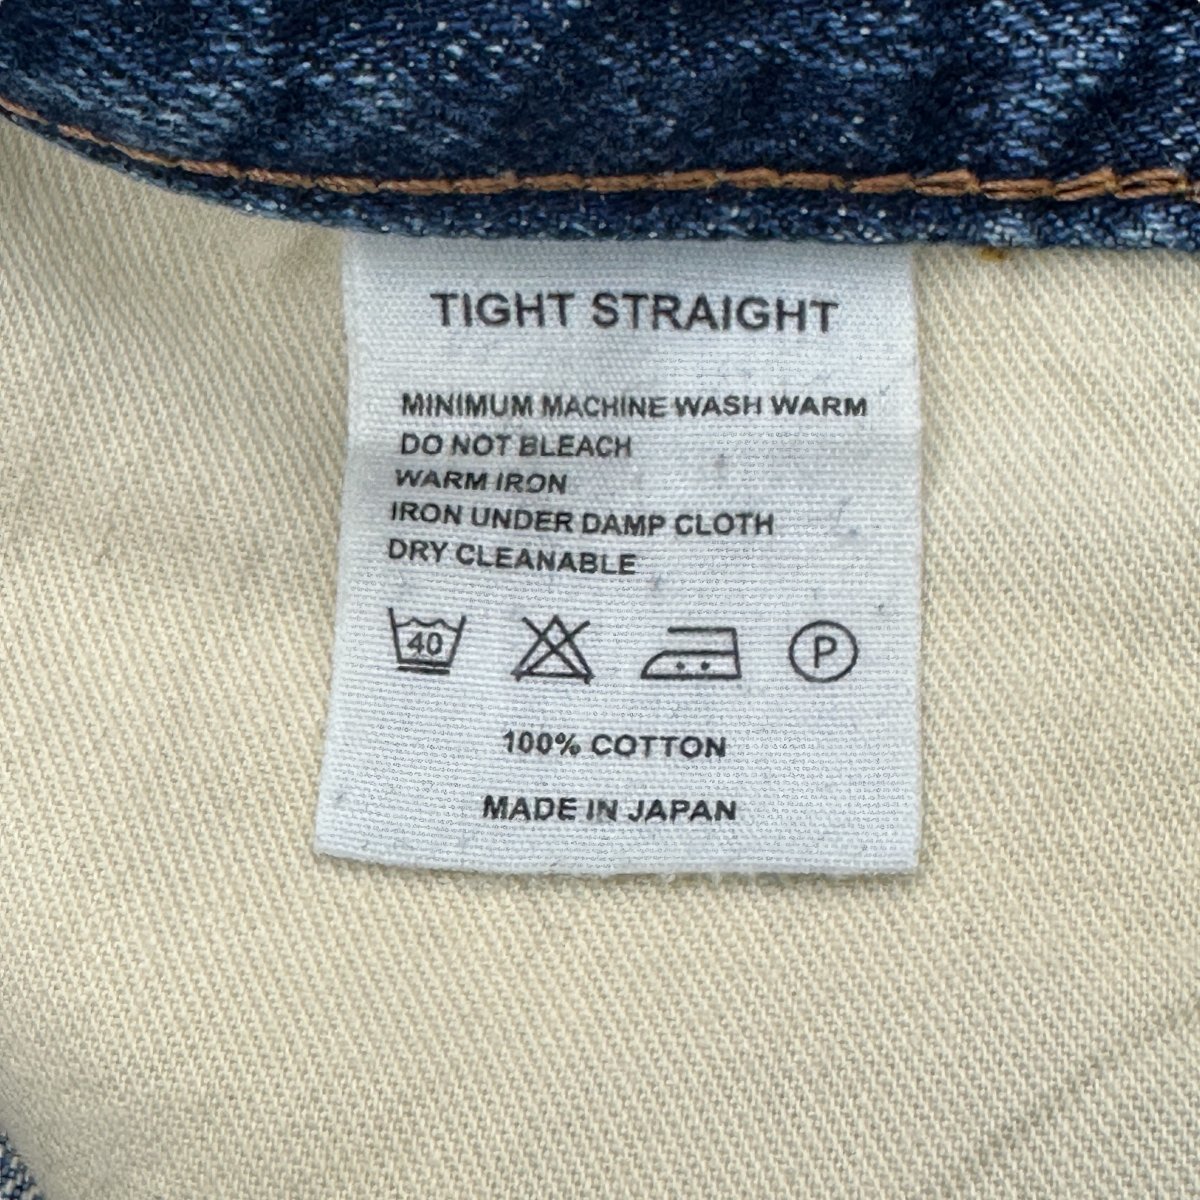 TIGHT STRAIGHT
MINIMUM MACHINE WASH WARM
DO NOT BLEACH
WARM IRON
IRON UNDER DAMP CLOTH
DRY CLEANABLE
40 P
100% COTTON
MADE IN JAPAN